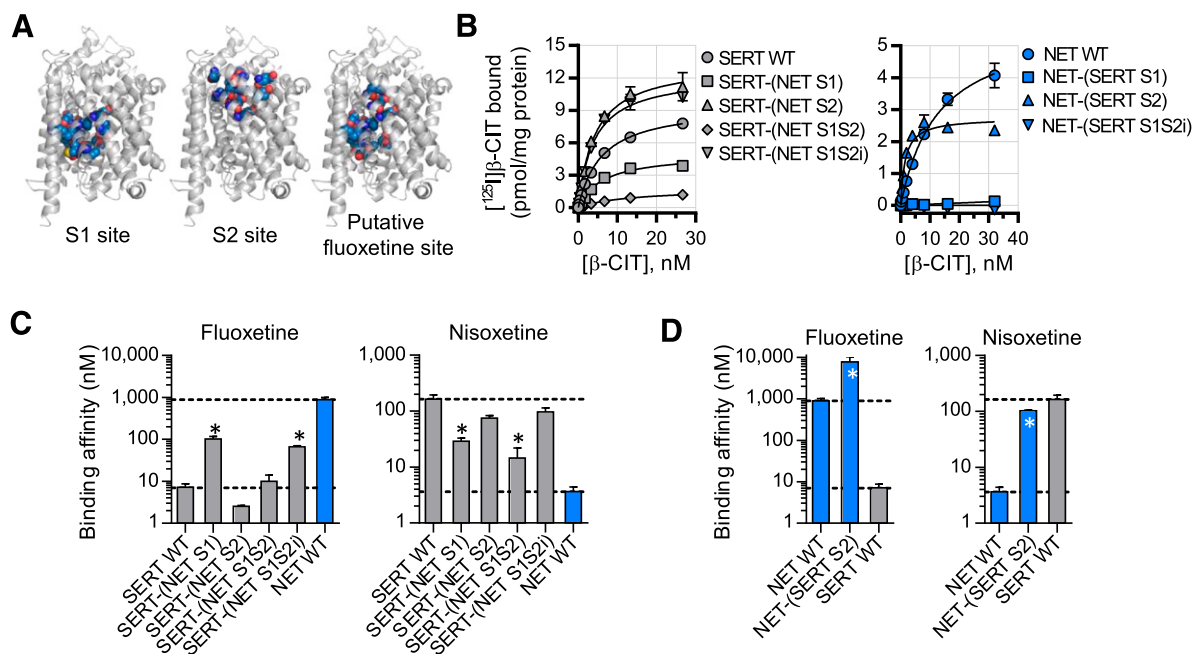 A
S1 site
S2 site
Putative
fluoxetine site
B
[125I]β-CIT bound
(pmol/mg protein)
15
12
9
6
3
0
0 10 20 30
[β-CIT], nM
SERT WT
SERT-(NET S1)
SERT-(NET S2)
SERT-(NET S1S2)
SERT-(NET S1S2i)
5
4
3
2
1
0
0 10 20 30 40
[β-CIT], nM
NET WT
NET-(SERT S1)
NET-(SERT S2)
NET-(SERT S1S2i)
C
Fluoxetine
Binding affinity (nM)
10,000
1,000
100
10
1
* *
SERT WT
SERT-(NET S1)
SERT-(NET S2)
SERT-(NET S1S2)
SERT-(NET S1S2i)
NET WT
Nisoxetine
1,000
100
10
1
* *
SERT WT
SERT-(NET S1)
SERT-(NET S2)
SERT-(NET S1S2)
SERT-(NET S1S2i)
NET WT
D
Fluoxetine
Binding affinity (nM)
10,000
1,000
100
10
1
*
NET WT
NET-(SERT S2)
SERT WT
Nisoxetine
1,000
100
10
1
*
NET WT
NET-(SERT S2)
SERT WT